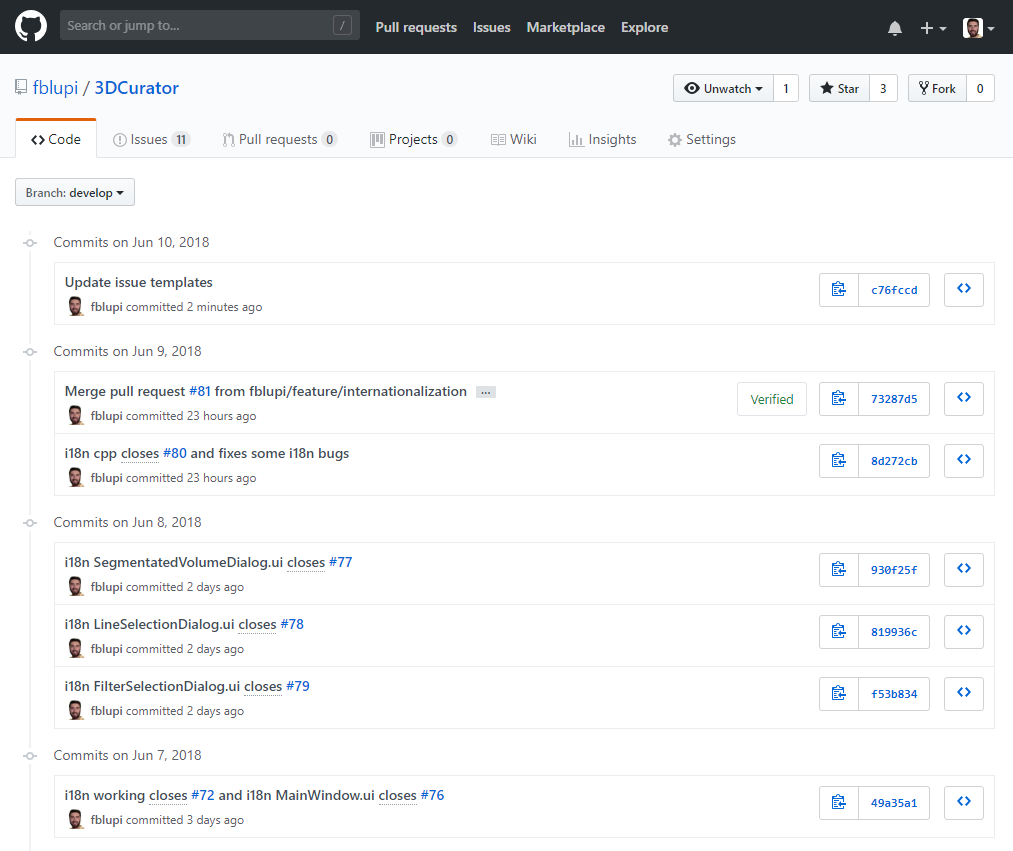 Search or jump to... / Pull requests Issues Marketplace Explore
fblupi / 3DCurator Unwatch 1 Star 3 Fork 0
Code Issues 11 Pull requests 0 Projects 0 Wiki Insights Settings
Branch: develop
Commits on Jun 10, 2018
Update issue templates
fblupi committed 2 minutes ago
c76fccd
Commits on Jun 9, 2018
Merge pull request #81 from fblupi/feature/internationalization ...
fblupi committed 23 hours ago
Verified 73287d5
i18n cpp closes #80 and fixes some i18n bugs
fblupi committed 23 hours ago
8d272cb
Commits on Jun 8, 2018
i18n SegmentatedVolumeDialog.ui closes #77
fblupi committed 2 days ago
930f25f
i18n LineSelectionDialog.ui closes #78
fblupi committed 2 days ago
819936c
i18n FilterSelectionDialog.ui closes #79
fblupi committed 2 days ago
f53b834
Commits on Jun 7, 2018
i18n working closes #72 and i18n MainWindow.ui closes #76
fblupi committed 3 days ago
49a35a1